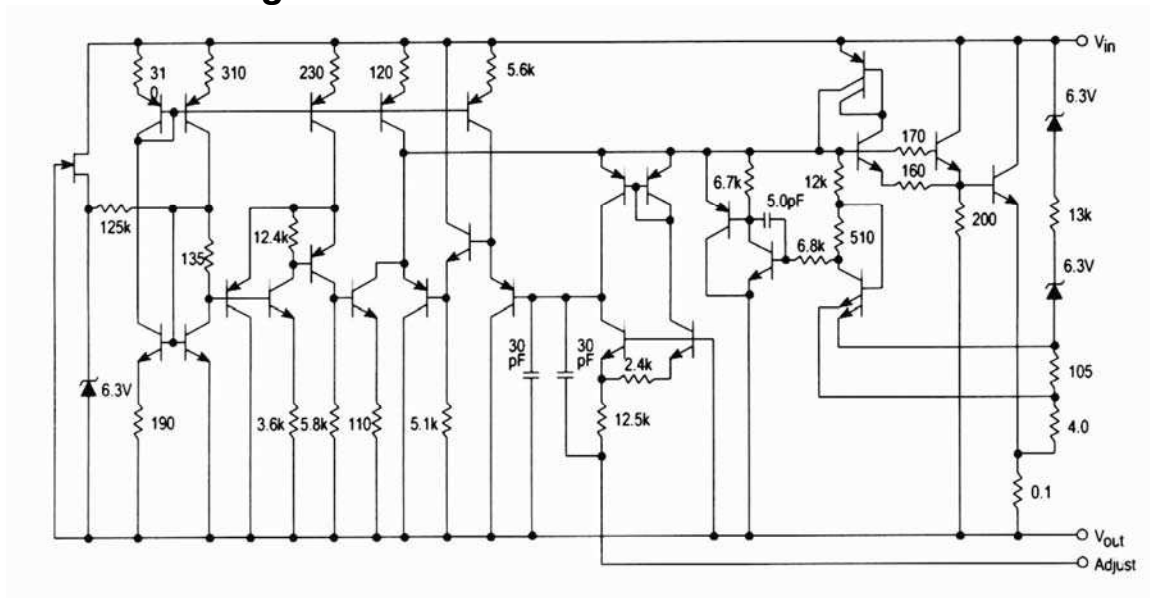 Vin
31
0
310
230
120
5.6k
6.3V
170
6.7k
12k
160
5.0pF
125k
12.4k
200
13k
135
6.8k
510
6.3V
30
pF
30
pF
2.4k
105
6.3V
190
3.6k
5.8k
110
5.1k
12.5k
4.0
0.1
Vout
Adjust